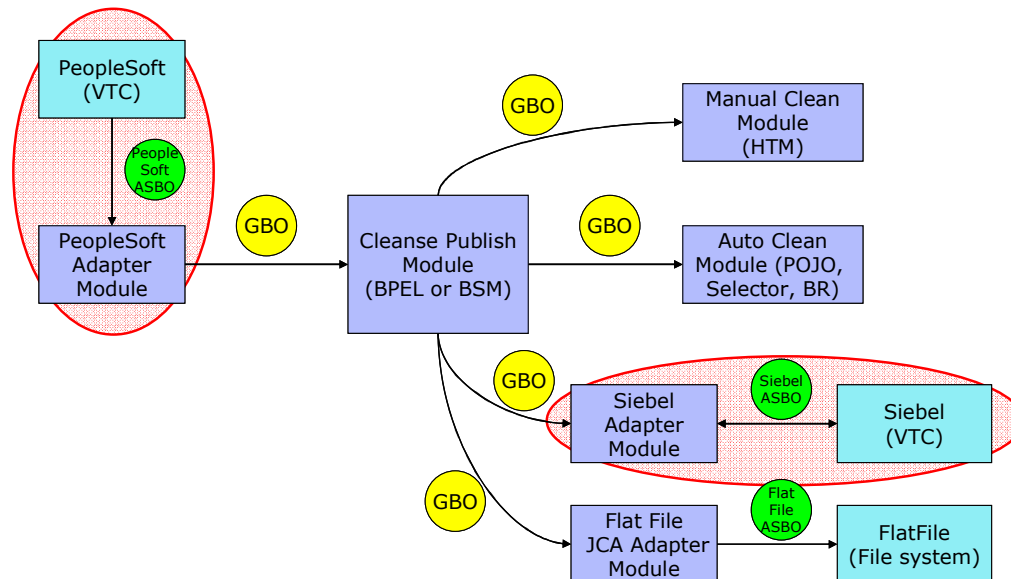 PeopleSoft
(VTC)
People
Soft
ASBO
PeopleSoft
Adapter
Module
GBO
Cleanse Publish
Module
(BPEL or BSM)
GBO
Manual Clean
Module
(HTM)
GBO
Auto Clean
Module (POJO,
Selector, BR)
GBO
Siebel
Adapter
Module
Siebel
ASBO
Siebel
(VTC)
GBO
Flat File
JCA Adapter
Module
Flat
File
ASBO
FlatFile
(File system)